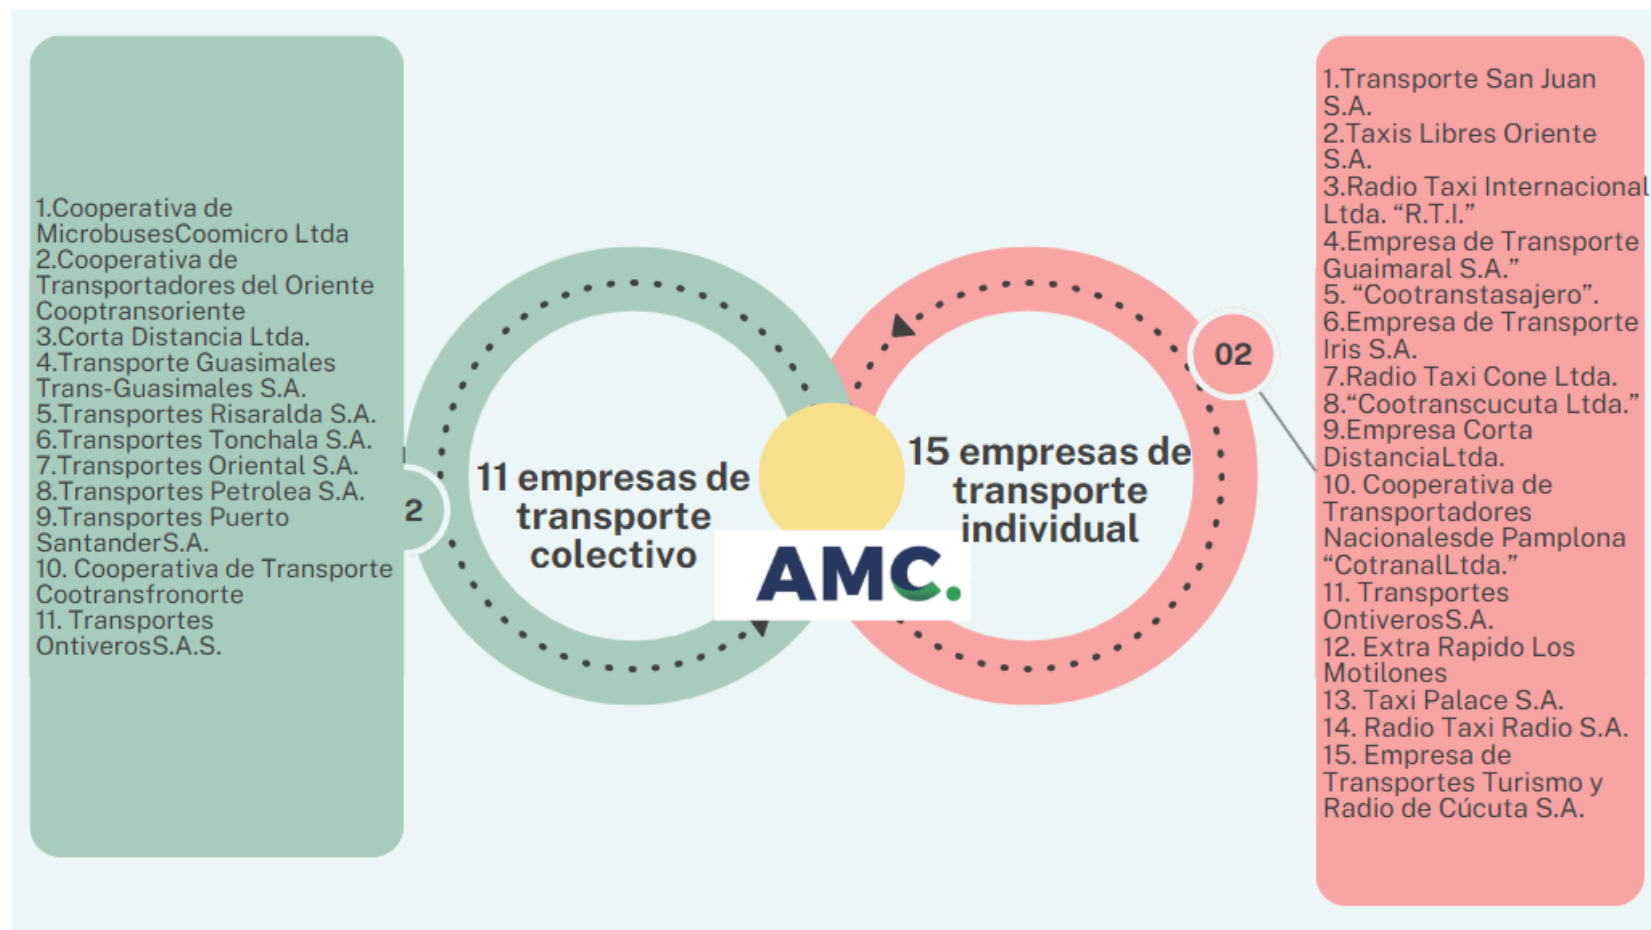 1.Cooperativa de
MicrobusesCoomicro Ltda
2.Cooperativa de
Transportadores del Oriente
Cooptransoriente
3.Corta Distancia Ltda.
4.Transporte Guasimales
Trans-Guasimales S.A.
5.Transportes Risaralda S.A.
6.Transportes Tonchala S.A.
7.Transportes Oriental S.A.
8.Transportes Petrolea S.A.
9.Transportes Puerto
SantanderS.A.
10. Cooperativa de Transporte
Cootransfronorte
11. Transportes
OntiverosS.A.S.
2
11 empresas de
transporte
colectivo
AMC.
15 empresas de
transporte
individual
02
1.Transporte San Juan
S.A.
2.Taxis Libres Oriente
S.A.
3.Radio Taxi Internacional
Ltda. “R.T.I.”
4.Empresa de Transporte
Guaimaral S.A.”
5. “Cootranstasajero”.
6.Empresa de Transporte
Iris S.A.
7.Radio Taxi Cone Ltda.
8.“Cootranscucuta Ltda.”
9.Empresa Corta
DistanciaLtda.
10. Cooperativa de
Transportadores
Nacionalesde Pamplona
“CotranalLtda.”
11. Transportes
OntiverosS.A.
12. Extra Rapido Los
Motilones
13. Taxi Palace S.A.
14. Radio Taxi Radio S.A.
15. Empresa de
Transportes Turismo y
Radio de Cúcuta S.A.